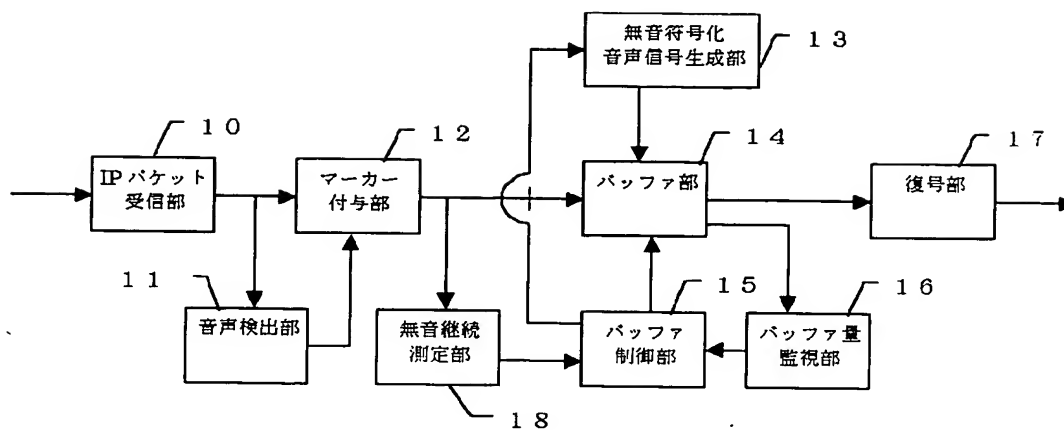 無音符号化
音声信号生成部
13
10
IPパケット
受信部
12
マーカー
付与部
14
バッファ部
17
復号部
11
音声検出部
無音継続
測定部
18
15
バッファ
制御部
16
バッファ量
監視部